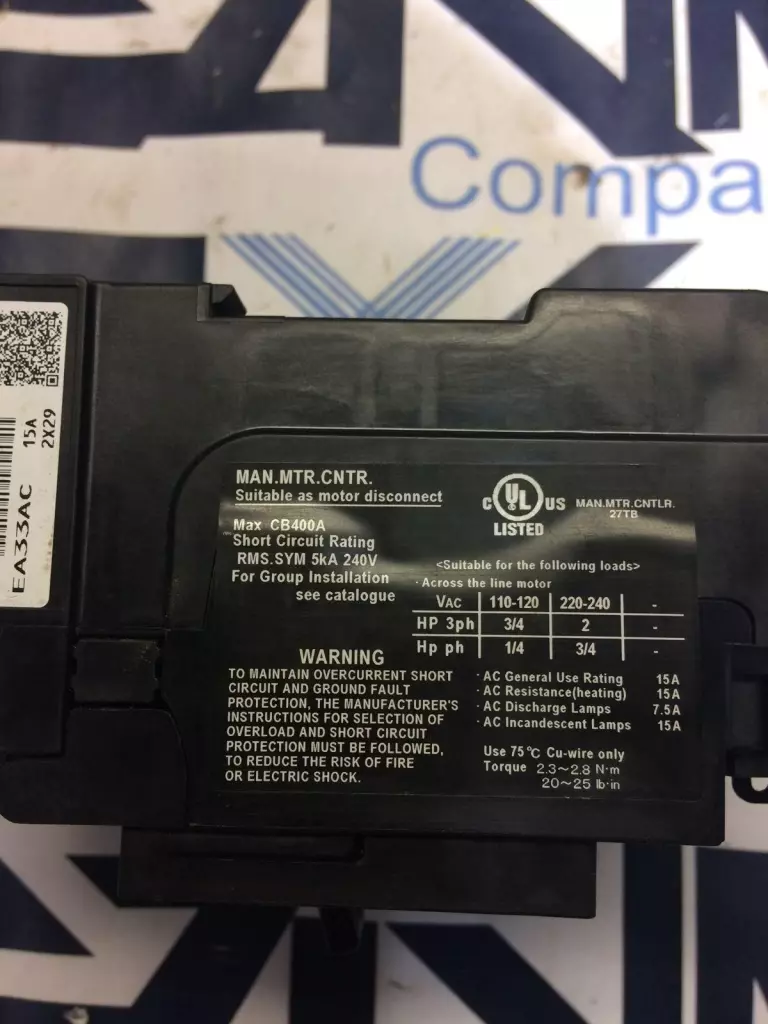 Compa
15A
2X29
EA33AC
MAN.MTR.CNTR.
Suitable as motor disconnect
Max CB400A
Short Circuit Rating
RMS.SYM 5kA 240V
For Group Installation
see catalogue
WARNING
TO MAINTAIN OVERCURRENT SHORT
CIRCUIT AND GROUND FAULT
PROTECTION, THE MANUFACTURER'S
INSTRUCTIONS FOR SELECTION OF
OVERLOAD AND SHORT CIRCUIT
PROTECTION MUST BE FOLLOWED,
TO REDUCE THE RISK OF FIRE
OR ELECTRIC SHOCK.
C UL US
LISTED
MAN.MTR.CNTLR.
27TB
<Suitable for the following loads>
· Across the line motor
VAC 110-120 220-240 -
HP 3ph 3/4 2 -
Hp ph 1/4 3/4 -
· AC General Use Rating 15A
· AC Resistance(heating) 15A
· AC Discharge Lamps 7.5A
· AC Incandescent Lamps 15A
Use 75℃ Cu-wire only
Torque 2.3~2.8 N·m
20~25 lb·in